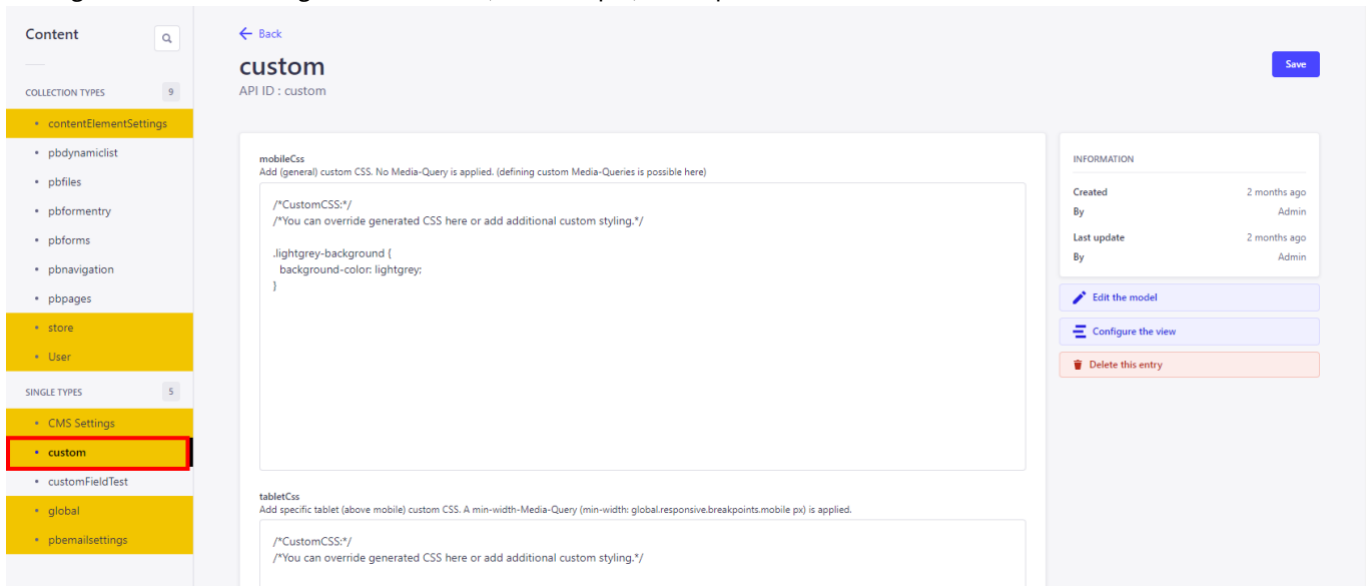 Content
COLLECTION TYPES 9
contentElementSettings
pbdynamiclist
pbfiles
pbformentry
pbforms
pbnavigation
pbpages
store
User
SINGLE TYPES 5
CMS Settings
custom
customFieldTest
global
pbemailsettings
Back
custom
API ID : custom
Save
mobileCss
Add (general) custom CSS. No Media-Query is applied. (defining custom Media-Queries is possible here)
/*CustomCSS:*/
/*You can override generated CSS here or add additional custom styling.*/
.lightgrey-background {
background-color: lightgrey;
}
tabletCss
Add specific tablet (above mobile) custom CSS. A min-width-Media-Query (min-width: global.responsive.breakpoints.mobile px) is applied.
/*CustomCSS:*/
/*You can override generated CSS here or add additional custom styling.*/
INFORMATION
Created 2 months ago
By Admin
Last update 2 months ago
By Admin
Edit the model
Configure the view
Delete this entry